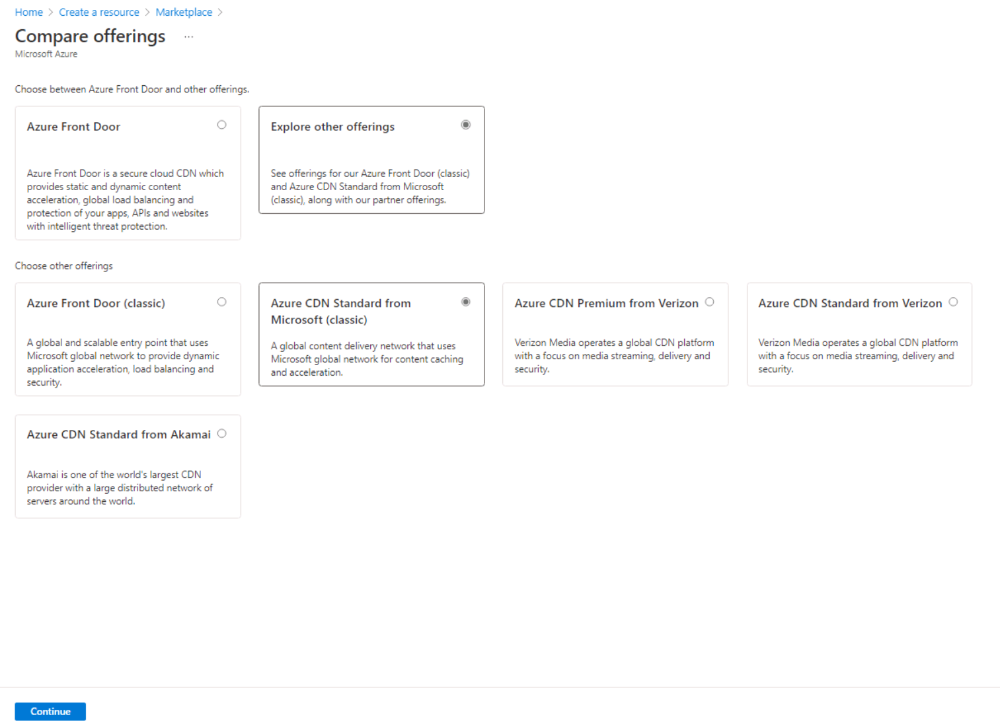 Home > Create a resource > Marketplace >
Compare offerings ...
Microsoft Azure
Choose between Azure Front Door and other offerings.
Azure Front Door
Azure Front Door is a secure cloud CDN which
provides static and dynamic content
acceleration, global load balancing and
protection of your apps, APIs and websites
with intelligent threat protection.
Explore other offerings
See offerings for our Azure Front Door (classic)
and Azure CDN Standard from Microsoft
(classic), along with our partner offerings.
Choose other offerings
Azure Front Door (classic)
A global and scalable entry point that uses
Microsoft global network to provide dynamic
application acceleration, load balancing and
security.
Azure CDN Standard from
Microsoft (classic)
A global content delivery network that uses
Microsoft global network for content caching
and acceleration.
Azure CDN Premium from Verizon
Verizon Media operates a global CDN platform
with a focus on media streaming, delivery and
security.
Azure CDN Standard from Verizon
Verizon Media operates a global CDN platform
with a focus on media streaming, delivery and
security.
Azure CDN Standard from Akamai
Akamai is one of the world's largest CDN
provider with a large distributed network of
servers around the world.
Continue